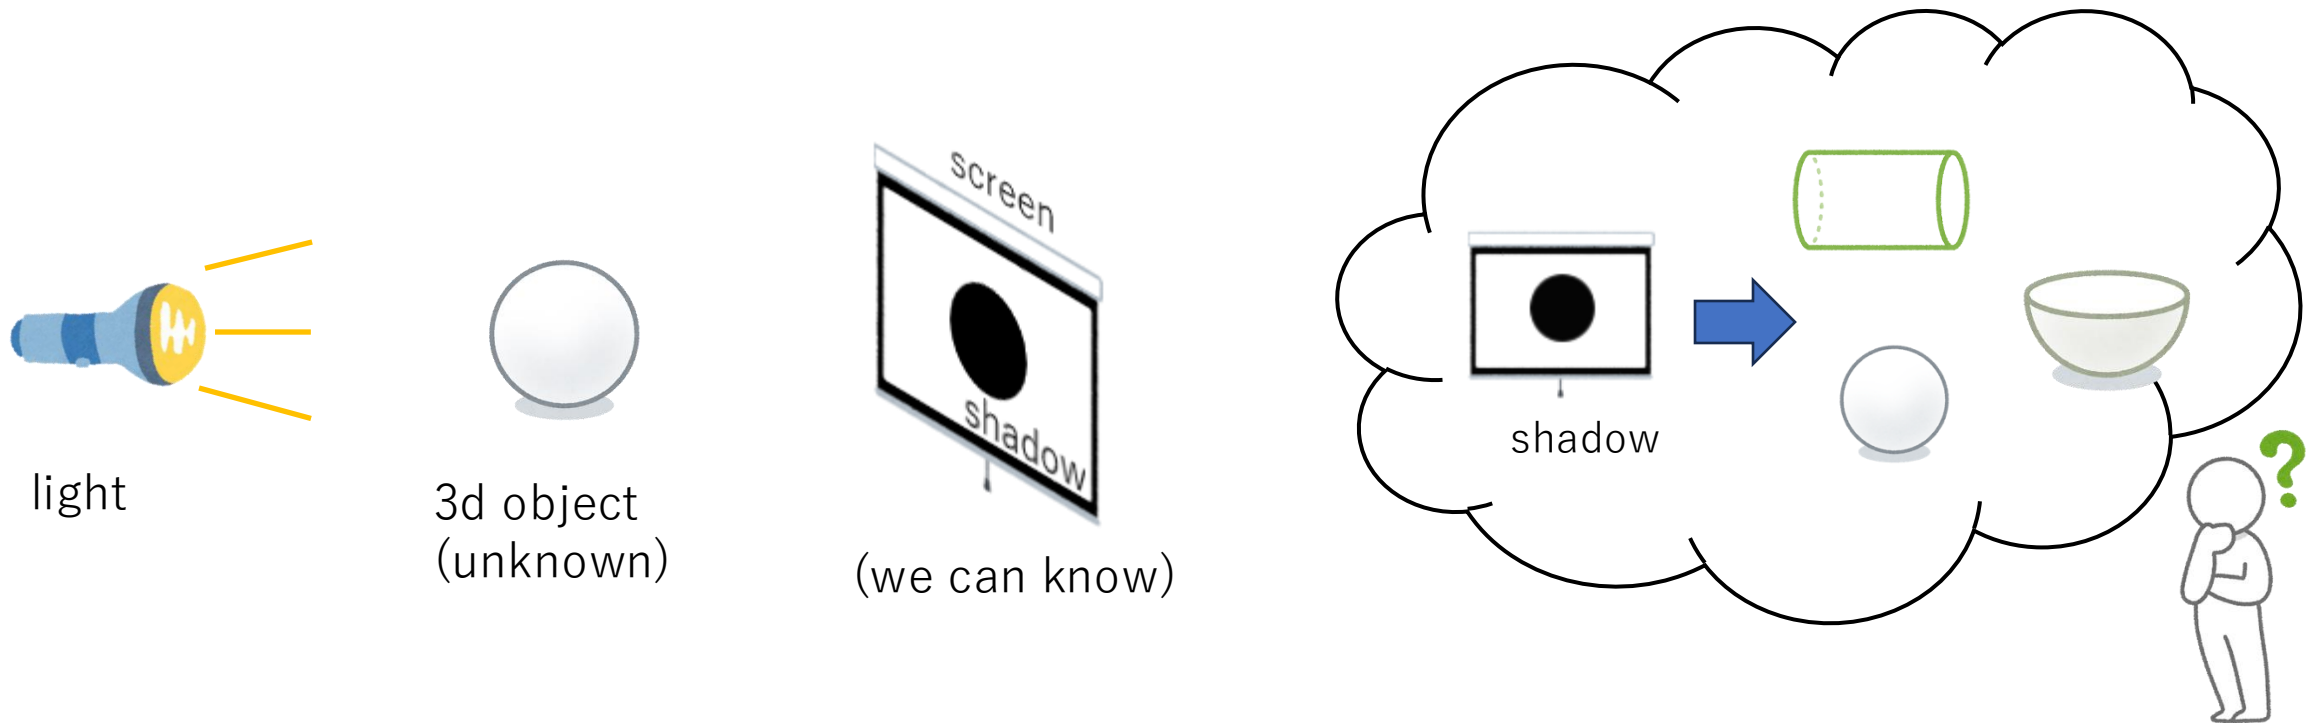 light
3d object
(unknown)
screen
shadow
(we can know)
shadow
?